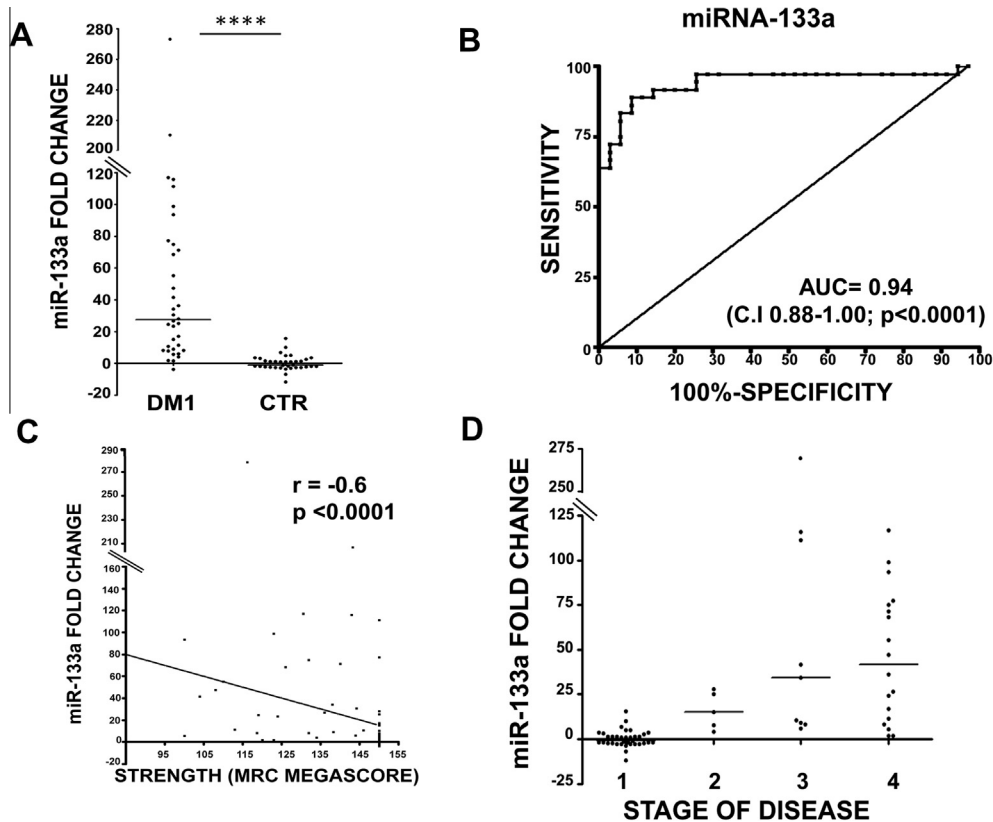 A
****
miR-133a FOLD CHANGE
280
260
240
220
200
120
100
80
60
40
20
0
-20
DM1 CTR
B
miRNA-133a
SENSITIVITY
100
75
50
25
0
AUC= 0.94
(C.I 0.88-1.00; p<0.0001)
0 10 20 30 40 50 60 70 80 90 100
100%-SPECIFICITY
C
miR-133a FOLD CHANGE
290
290
270
250
230
210
160
140
120
100
80
60
40
20
0
-20
r = -0.6
p <0.0001
95 105 115 125 135 145 155
STRENGTH (MRC MEGASCORE)
D
miR-133a FOLD CHANGE
275
250
125
100
75
50
25
0
-25
1 2 3 4
STAGE OF DISEASE